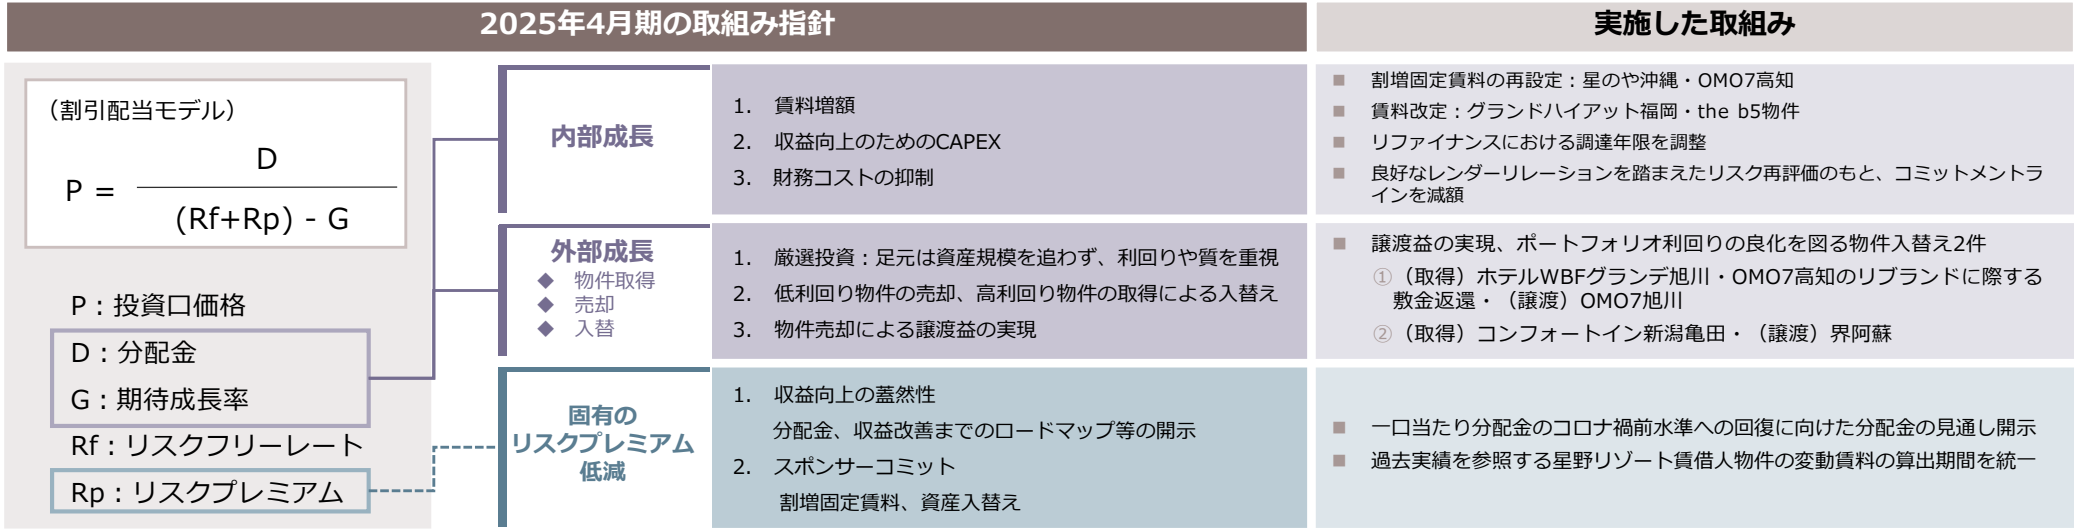 2025年4月期の取組み指針
実施した取組み
（割引配当モデル）
D
P =
(Rf+Rp) - G
P：投資口価格
D：分配金
G：期待成長率
Rf：リスクフリーレート
Rp：リスクプレミアム
内部成長
1. 賃料増額
2. 収益向上のためのCAPEX
3. 財務コストの抑制
■ 割増固定賃料の再設定：星のや沖縄・OMO7高知
■ 賃料改定：グランドハイアット福岡・the b5物件
■ リファイナンスにおける調達年限を調整
■ 良好なレンダーリレーションを踏まえたリスク再評価のもと、コミットメントラ
インを減額
外部成長
◆ 物件取得
◆ 売却
◆ 入替
1. 厳選投資：足元は資産規模を追わず、利回りや質を重視
2. 低利回り物件の売却、高利回り物件の取得による入替え
3. 物件売却による譲渡益の実現
■ 譲渡益の実現、ポートフォリオ利回りの良化を図る物件入替え2件
①（取得）ホテルWBFグランデ旭川・OMO7高知のリブランドに際する
敷金返還・（譲渡）OMO7旭川
②（取得）コンフォートイン新潟亀田・（譲渡）界阿蘇
固有の
リスクプレミアム
低減
1. 収益向上の蓋然性
分配金、収益改善までのロードマップ等の開示
2. スポンサーコミット
割増固定賃料、資産入替え
■ 一口当たり分配金のコロナ禍前水準への回復に向けた分配金の見通し開示
■ 過去実績を参照する星野リゾート賃借人物件の変動賃料の算出期間を統一